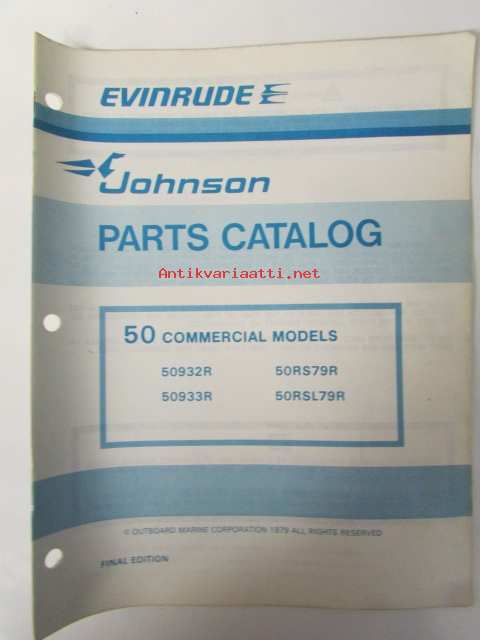 EVINRUDE
Johnson
PARTS CATALOG
Antikvariaatti.net
50 COMMERCIAL MODELS
50932R 50RS79R
50933R 50RSL79R
© OUTBOARD MARINE CORPORATION 1979 ALL RIGHTS RESERVED
FINAL EDITION